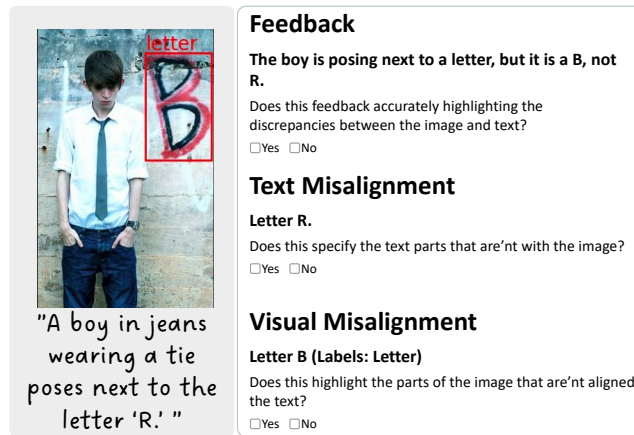 letter
B
"A boy in jeans
wearing a tie
poses next to the
letter 'R.' "
Feedback
The boy is posing next to a letter, but it is a B, not
R.
Does this feedback accurately highlighting the
discrepancies between the image and text?
☐Yes ☐No
Text Misalignment
Letter R.
Does this specify the text parts that are'nt with the image?
☐Yes ☐No
Visual Misalignment
Letter B (Labels: Letter)
Does this highlight the parts of the image that are'nt aligned
the text?
☐Yes ☐No